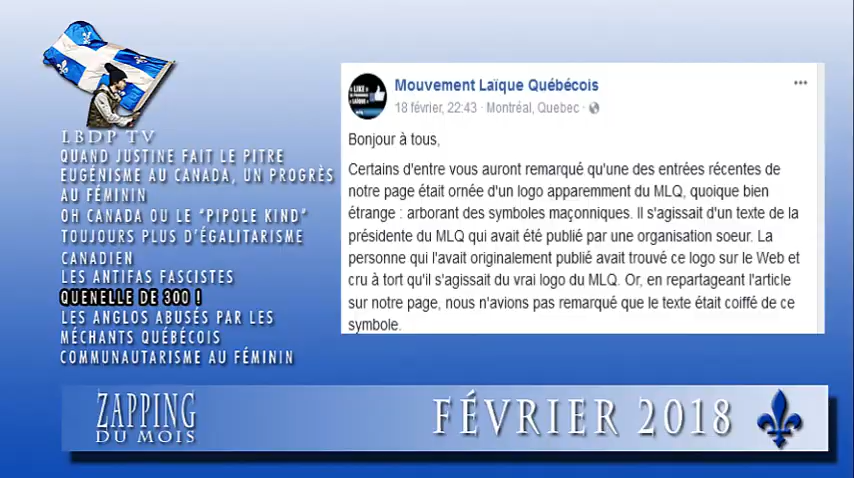 LBDP TV
QUAND JUSTINE FAIT LE PITRE
EUGÉNISME AU CANADA, UN PROGRÈS
AU FÉMININ
OH CANADA OU LE "PIPOLE KIND"
TOUJOURS PLUS D'ÉGALITARISME
CANADIEN
LES ANTIFAS FASCISTES
QUENELLE DE 300 !
LES ANGLOS ABUSÉS PAR LES
MÉCHANTS QUÉBÉCOIS
COMMUNAUTARISME AU FÉMININ
Mouvement Laïque Québécois
18 février, 22:43 · Montréal, Quebec ·
Bonjour à tous,
Certains d'entre vous auront remarqué qu'une des entrées récentes de
notre page était ornée d'un logo apparemment du MLQ, quoique bien
étrange : arborant des symboles maçonniques. Il s'agissait d'un texte de la
présidente du MLQ qui avait été publié par une organisation soeur. La
personne qui l'avait originalement publié avait trouvé ce logo sur le Web et
cru à tort qu'il s'agissait du vrai logo du MLQ. Or, en repartageant l'article
sur notre page, nous n'avions pas remarqué que le texte était coiffé de ce
symbole.
ZAPPING
DU MOIS
FÉVRIER 2018